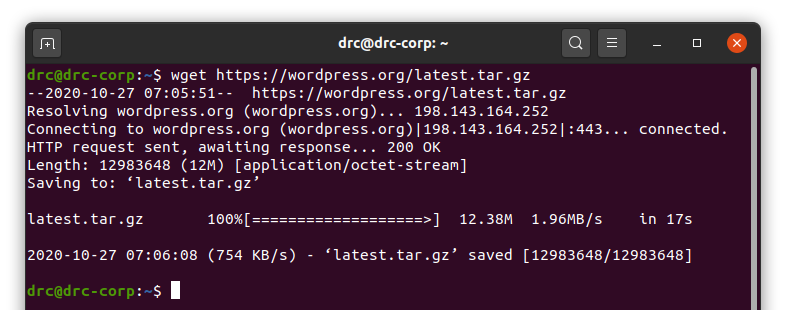 drc@drc-corp: ~
drc@drc-corp:~$ wget https://wordpress.org/latest.tar.gz
--2020-10-27 07:05:51--  https://wordpress.org/latest.tar.gz
Resolving wordpress.org (wordpress.org)... 198.143.164.252
Connecting to wordpress.org (wordpress.org)|198.143.164.252|:443... connected.
HTTP request sent, awaiting response... 200 OK
Length: 12983648 (12M) [application/octet-stream]
Saving to: ‘latest.tar.gz’
latest.tar.gz       100%[===================>]  12.38M  1.96MB/s    in 17s
2020-10-27 07:06:08 (754 KB/s) - ‘latest.tar.gz’ saved [12983648/12983648]
drc@drc-corp:~$